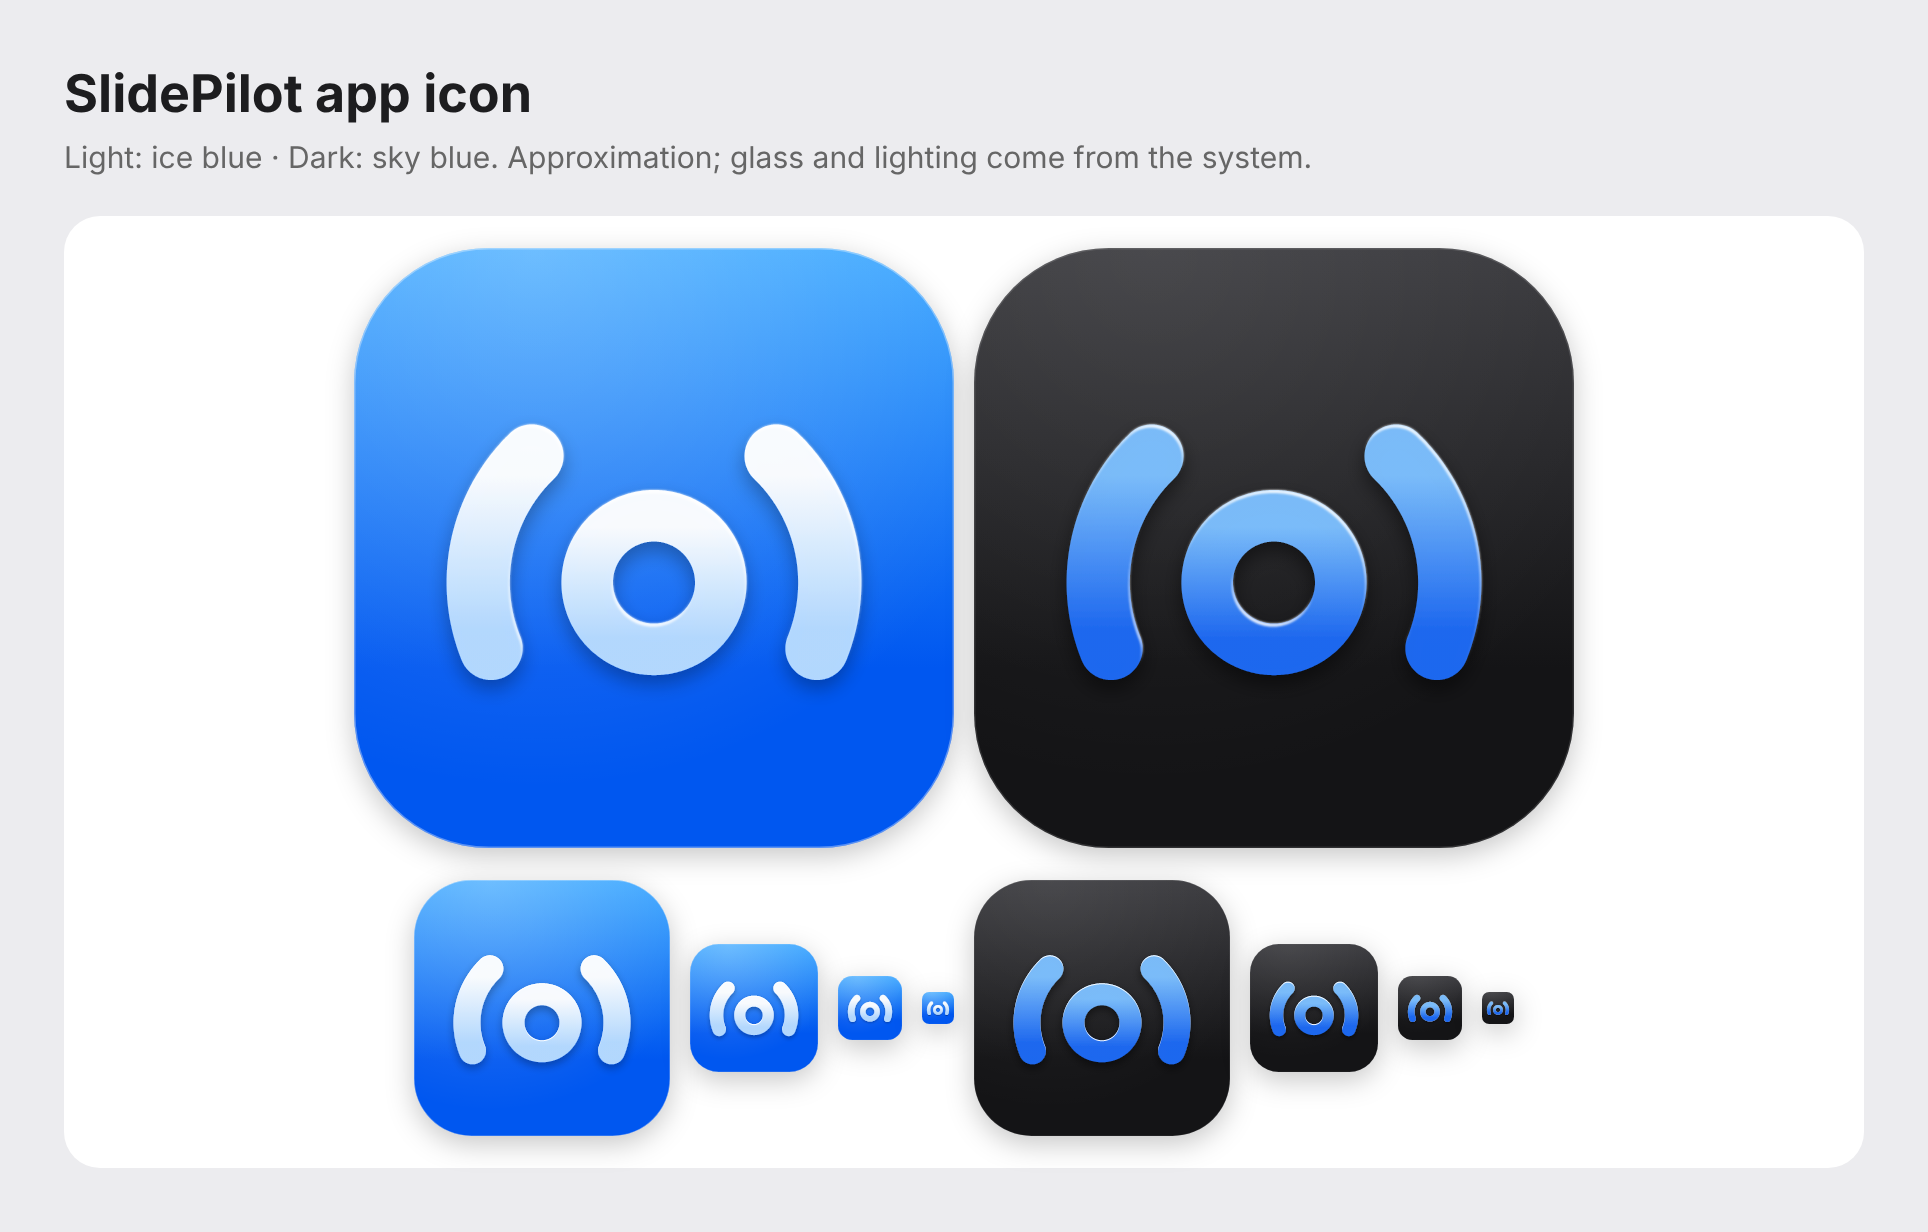 SlidePilot app icon
Light: ice blue · Dark: sky blue. Approximation; glass and lighting come from the system.